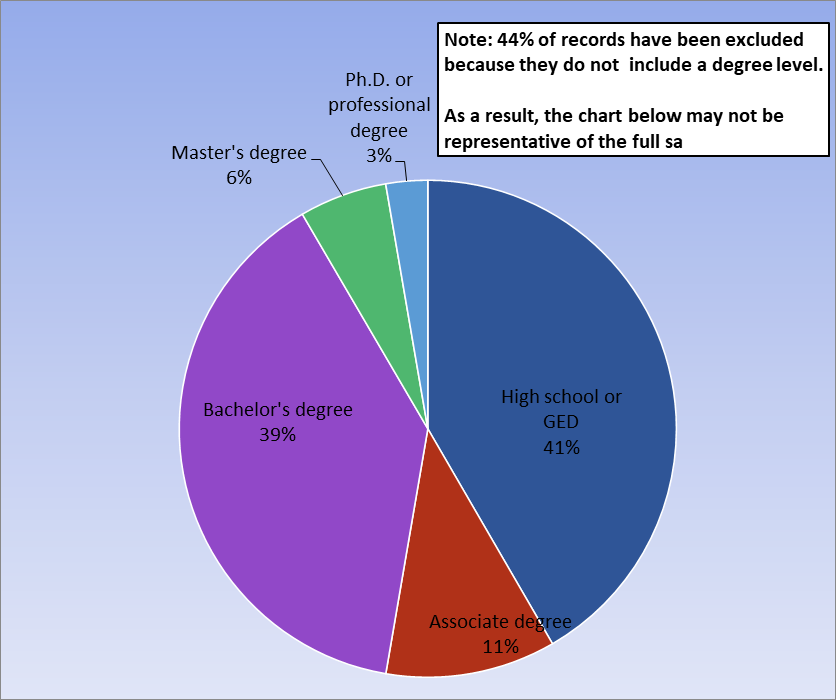 Note: 44% of records have been excluded
because they do not  include a degree level.
As a result, the chart below may not be
representative of the full sa
Ph.D. or
professional
degree
3%
Master's degree
6%
High school or
GED
41%
Bachelor's degree
39%
Associate degree
11%